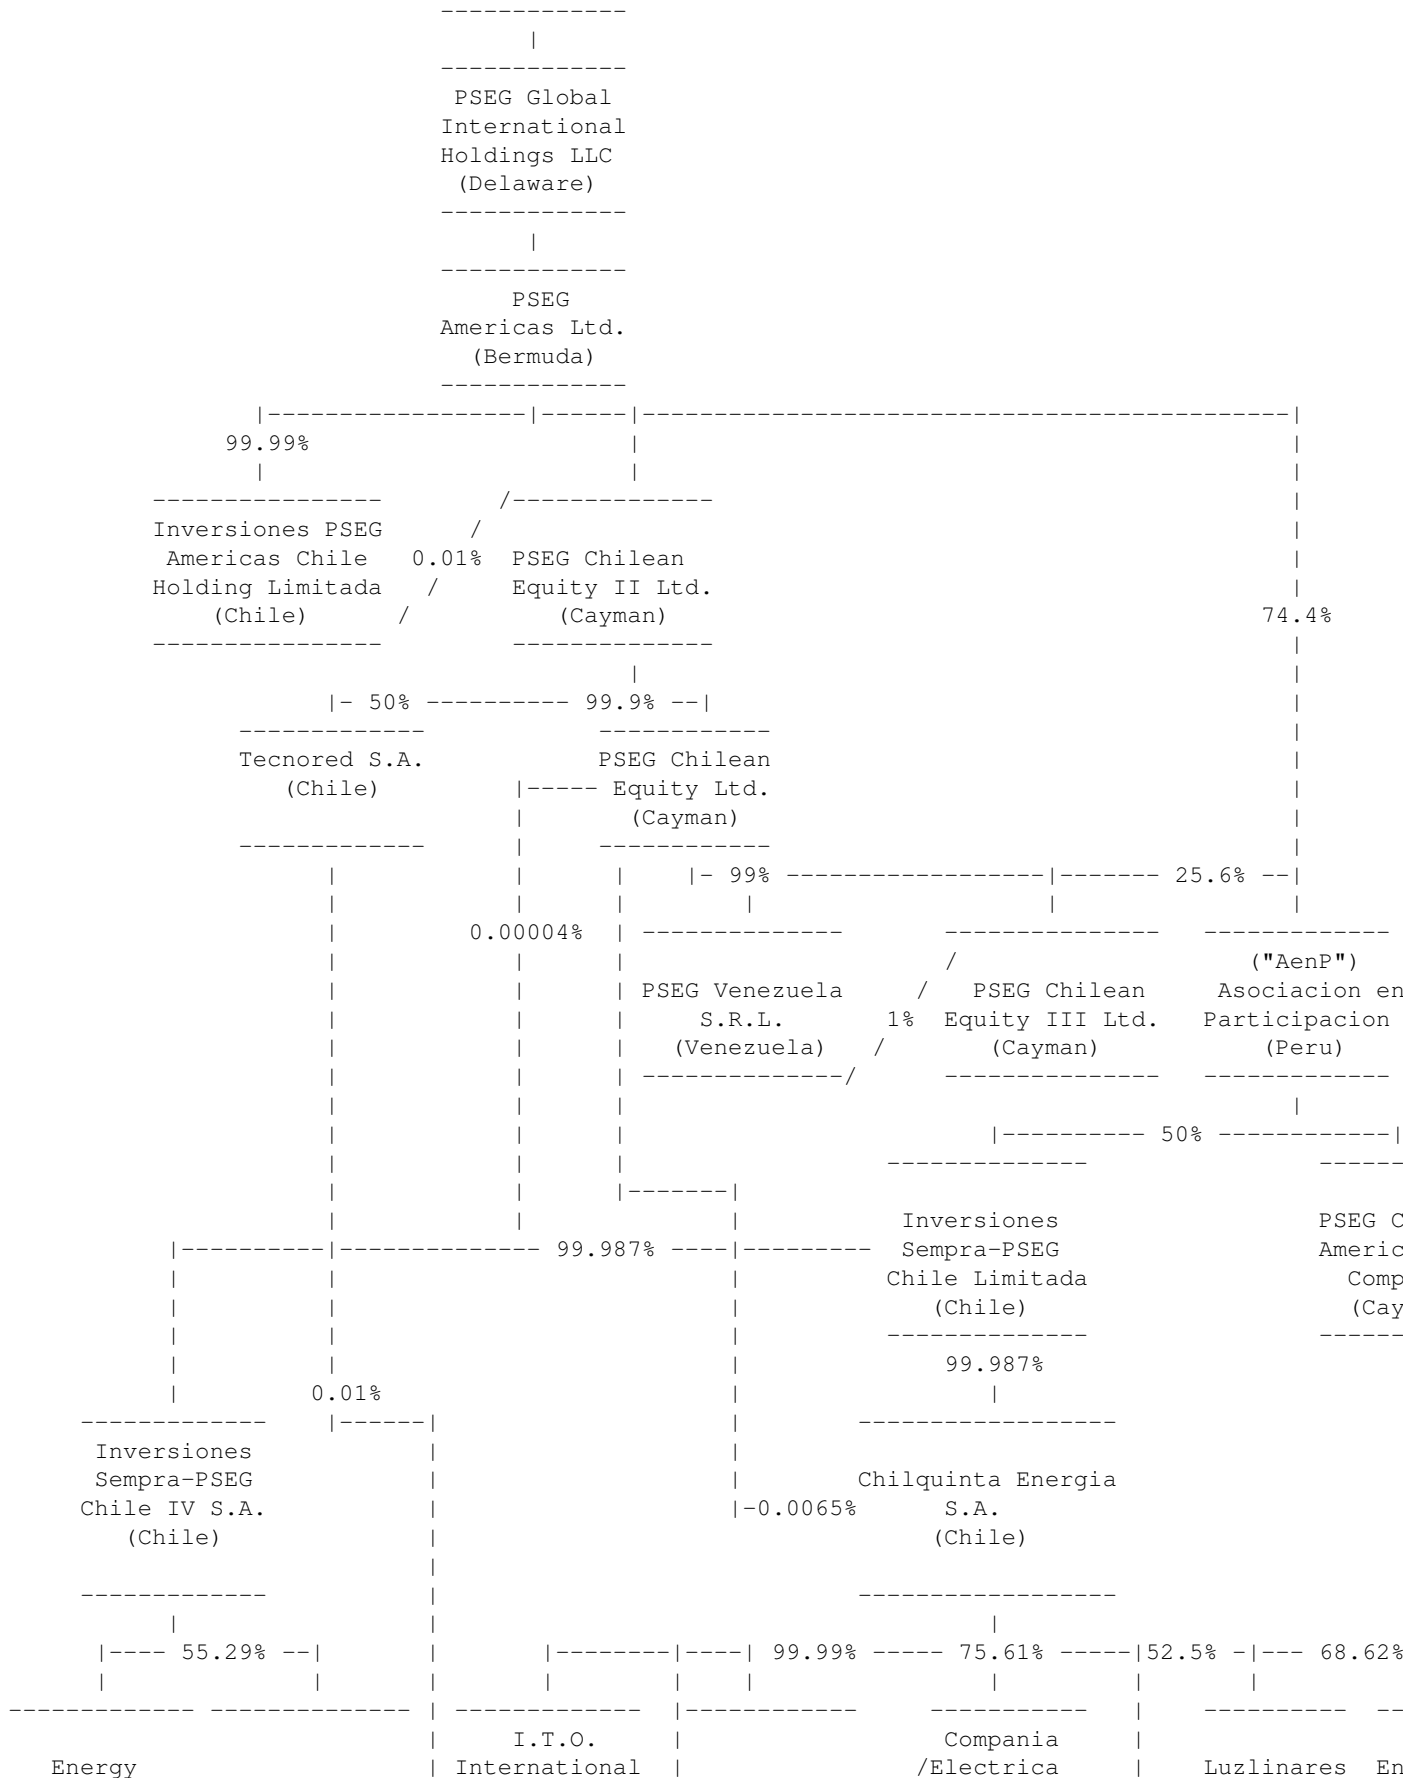 PSEG Global
International
Holdings LLC
(Delaware)
PSEG
Americas Ltd.
(Bermuda)
99.99%
Inversiones PSEG
Americas Chile 0.01% PSEG Chilean
Holding Limitada Equity II Ltd.
(Chile) (Cayman) 74.4%
50% 99.9%
Tecnored S.A. PSEG Chilean
(Chile) Equity Ltd.
(Cayman)
99% 25.6%
0.00004%
("AenP")
PSEG Venezuela PSEG Chilean Asociacion en
S.R.L. 1% Equity III Ltd. Participacion
(Venezuela) (Cayman) (Peru)
50%
Inversiones PSEG C
99.987% Sempra-PSEG Americ
Chile Limitada Comp
(Chile) (Cay
99.987%
0.01%
Inversiones
Sempra-PSEG Chilquinta Energia
Chile IV S.A. -0.0065% S.A.
(Chile) (Chile)
55.29% 99.99% 75.61% 52.5% 68.62%
I.T.O. Compania
Energy International /Electrica Luzlinares En